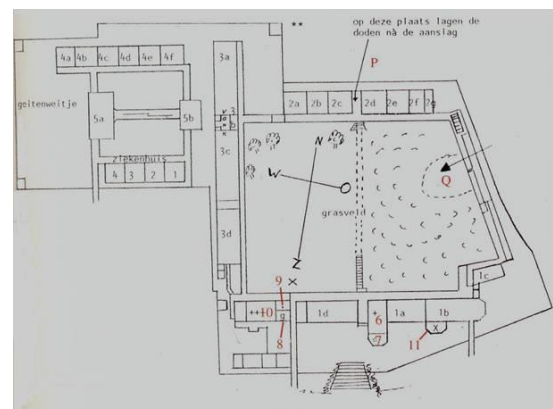 **
op deze plaats lagen de
doden nà de aanslag
P
4a 4b 4c 4d 4e 4f
3a
geitenweitje
2a 2b 2c 2d 2e 2f 2g
5a
5b
3
b
3c
N
ziekenhuis
4 3 2 1
W
O
Q
grasveld
3d
Z
X
1c
9
++10 g 1d + 6 1a 1b
X
8
7
11